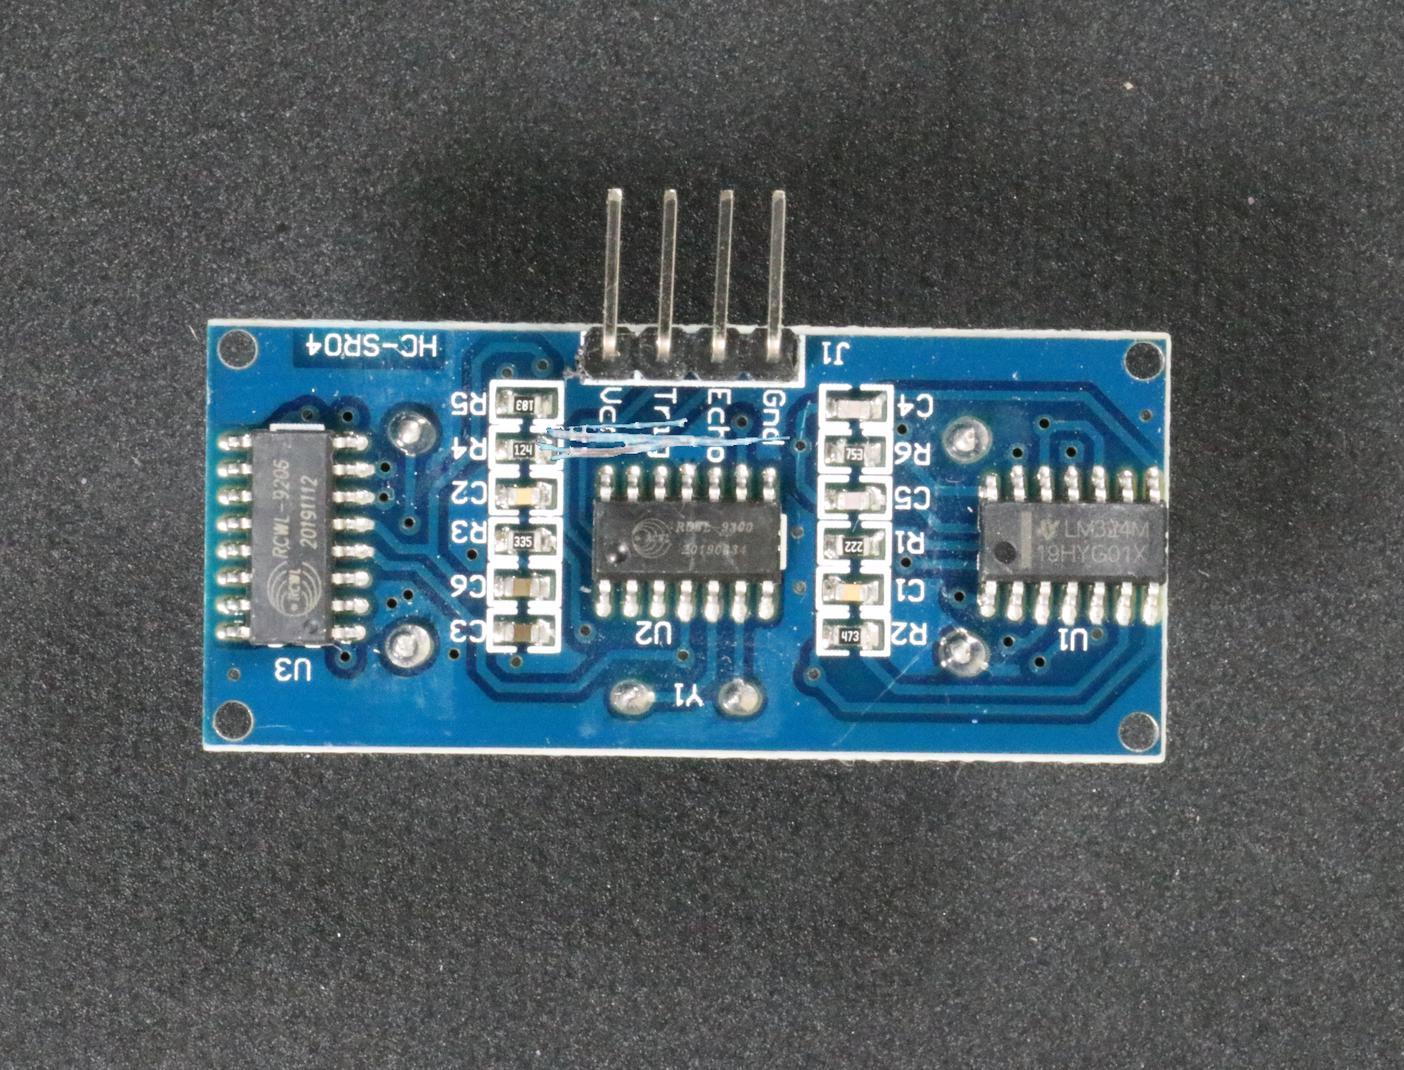 HC-SR04
J1
R5
183
Vcc
Trig
Echo
Gnd
C4
R4
124
R6
753
C2
C5
R3
335
R1
222
C6
C1
C3
R2
473
RCWL-9206
20191112
RCWL
U3
U2
LM324M
19HYG01X
U1
Y1